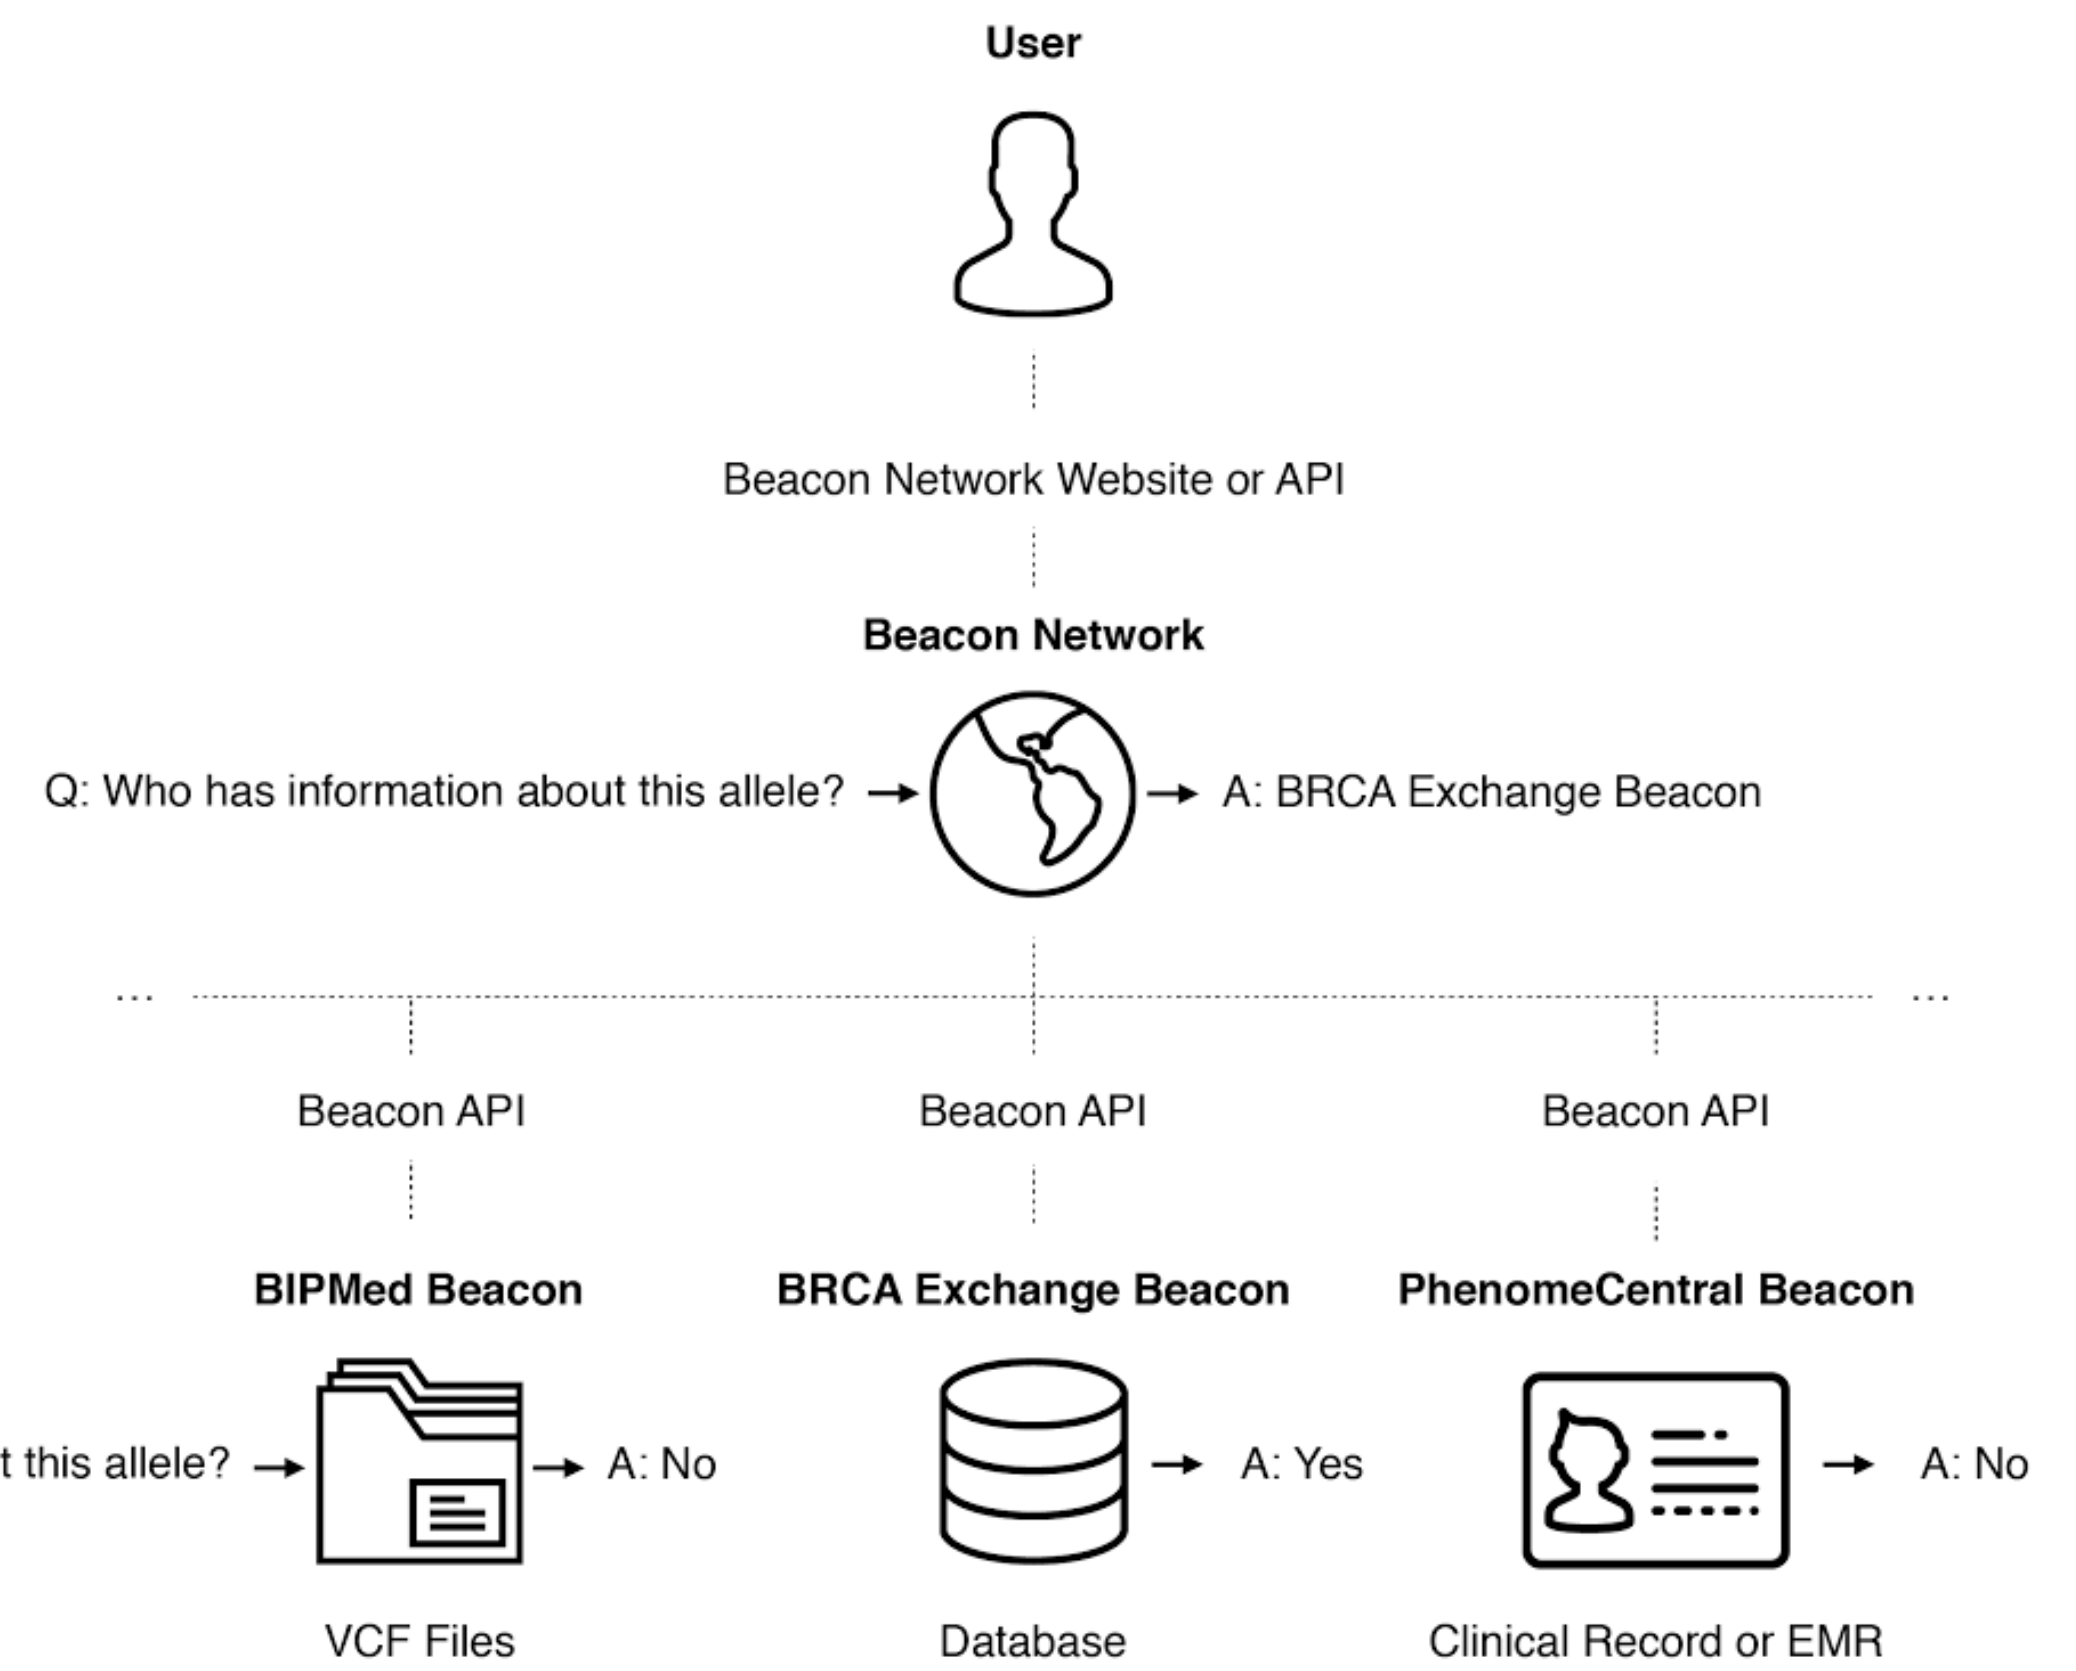 User
Beacon Network Website or API
Beacon Network
Q: Who has information about this allele?
A: BRCA Exchange Beacon
... ...
Beacon API
Beacon API
Beacon API
BIPMed Beacon
BRCA Exchange Beacon
PhenomeCentral Beacon
t this allele?
A: No
A: Yes
A: No
VCF Files
Database
Clinical Record or EMR